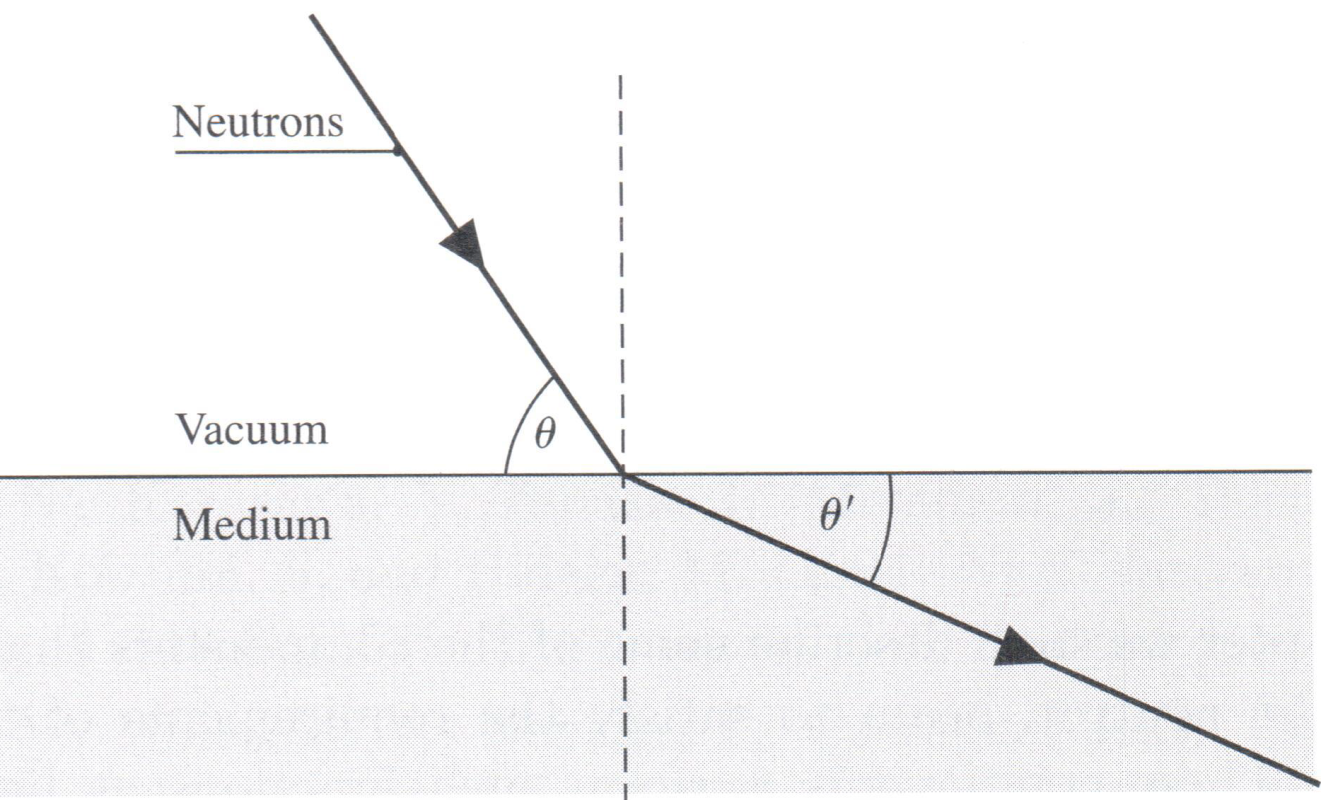 Neutrons
Vacuum
θ
Medium
θ′